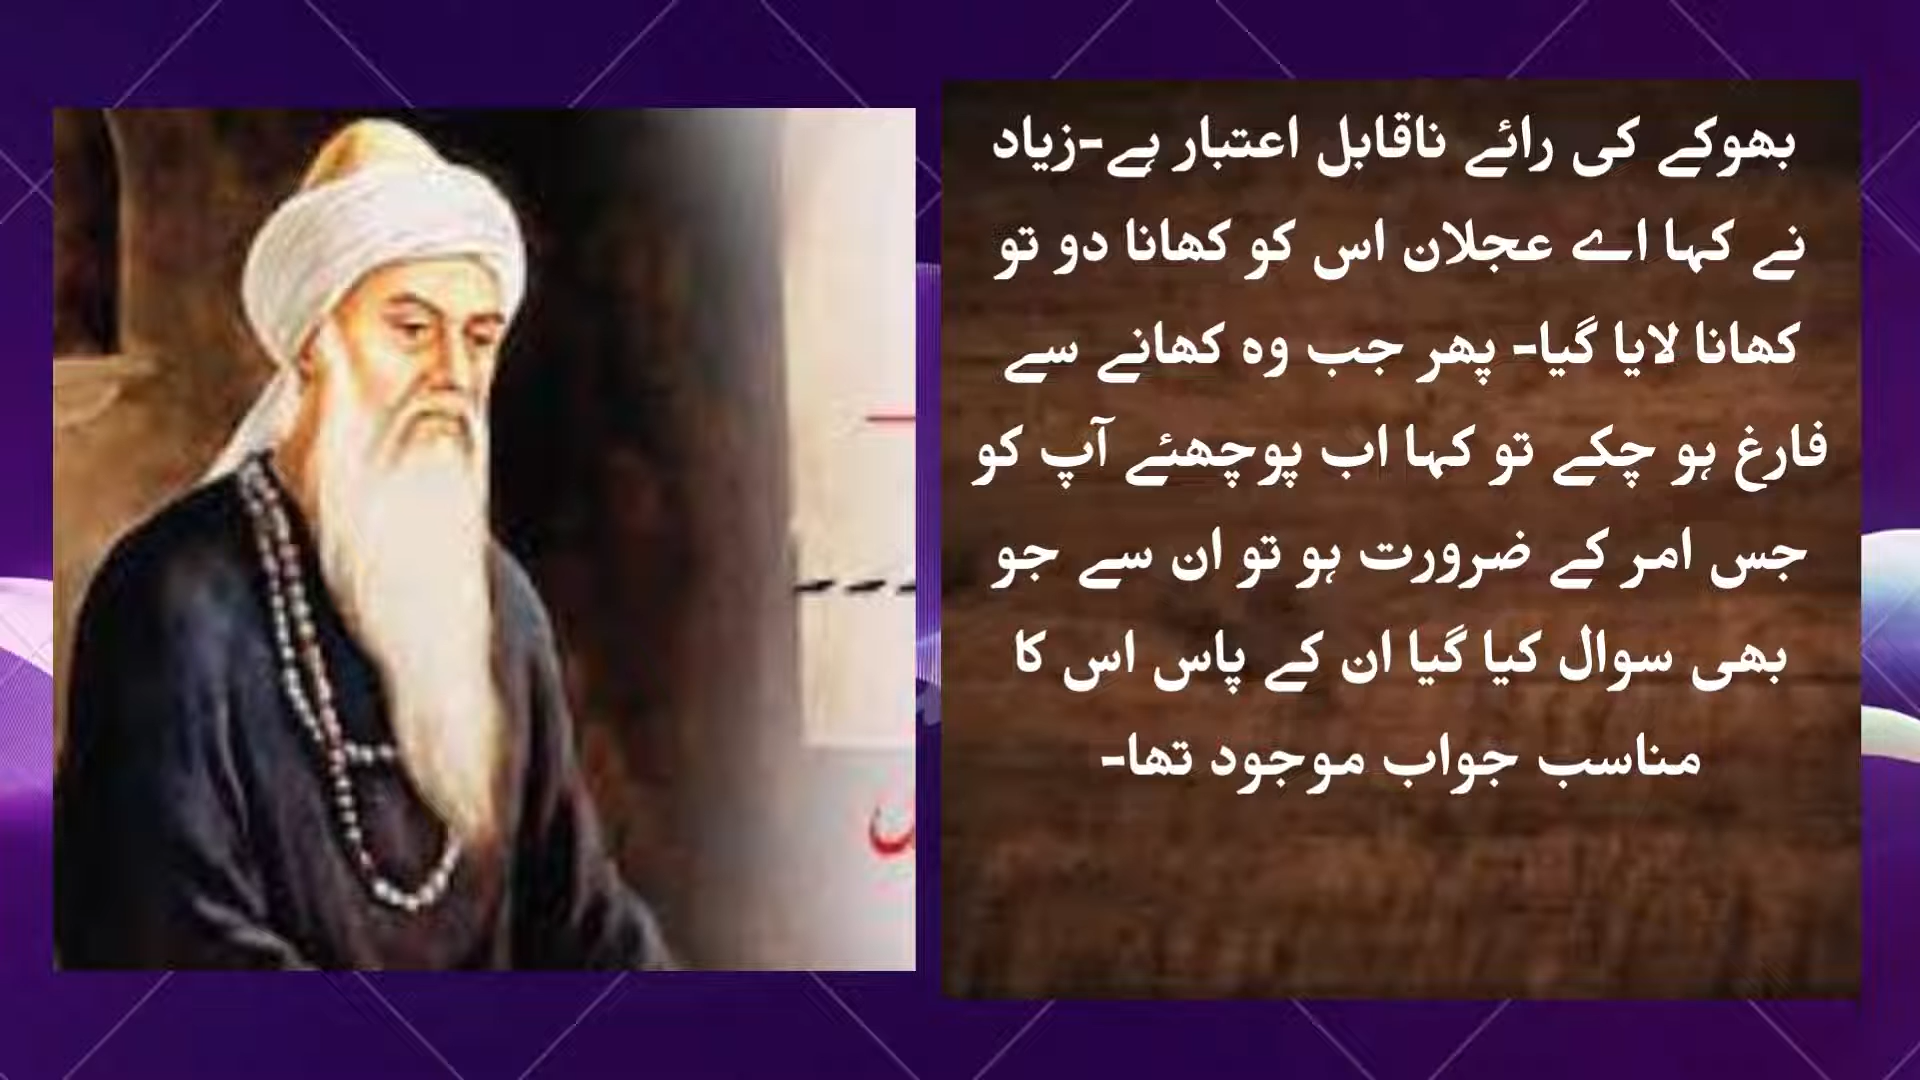 بھوکے کی رائے ناقابل اعتبار ہے-زیاد
نے کہا اے عجلان اس کو کھانا دو تو
کھانا لایا گیا- پھر جب وہ کھانے سے
فارغ ہو چکے تو کہا اب پوچھئے آپ کو
جس امر کے ضرورت ہو تو ان سے جو
بھی سوال کیا گیا ان کے پاس اس کا
مناسب جواب موجود تھا-